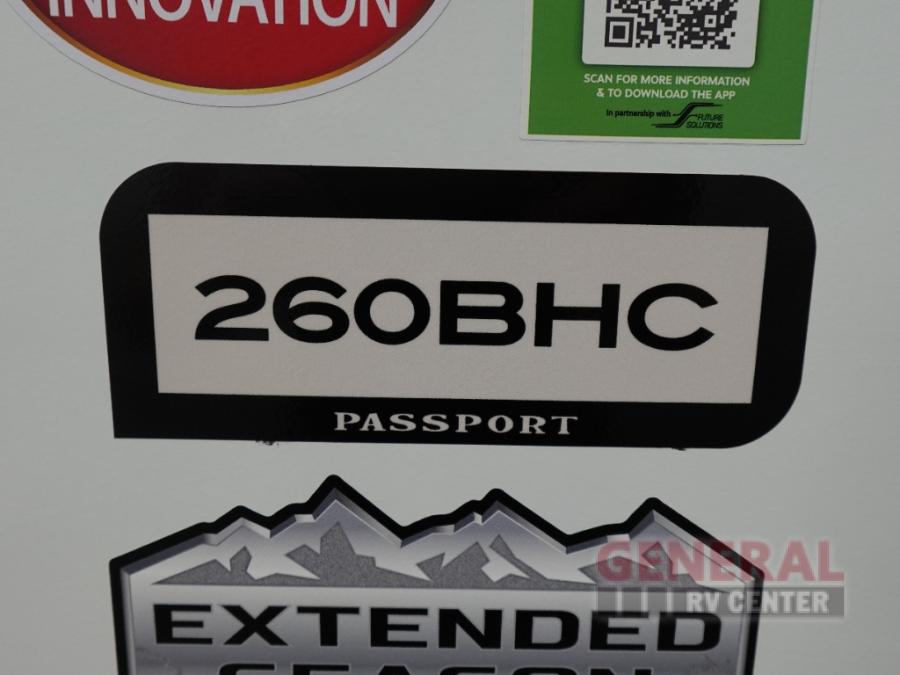 INNOVATION
SCAN FOR MORE INFORMATION
& TO DOWNLOAD THE APP
In partnership with FUTURE
SOLUTIONS
260BHC
PASSPORT
EXTENDED
SEASON
GENERAL
RV CENTER